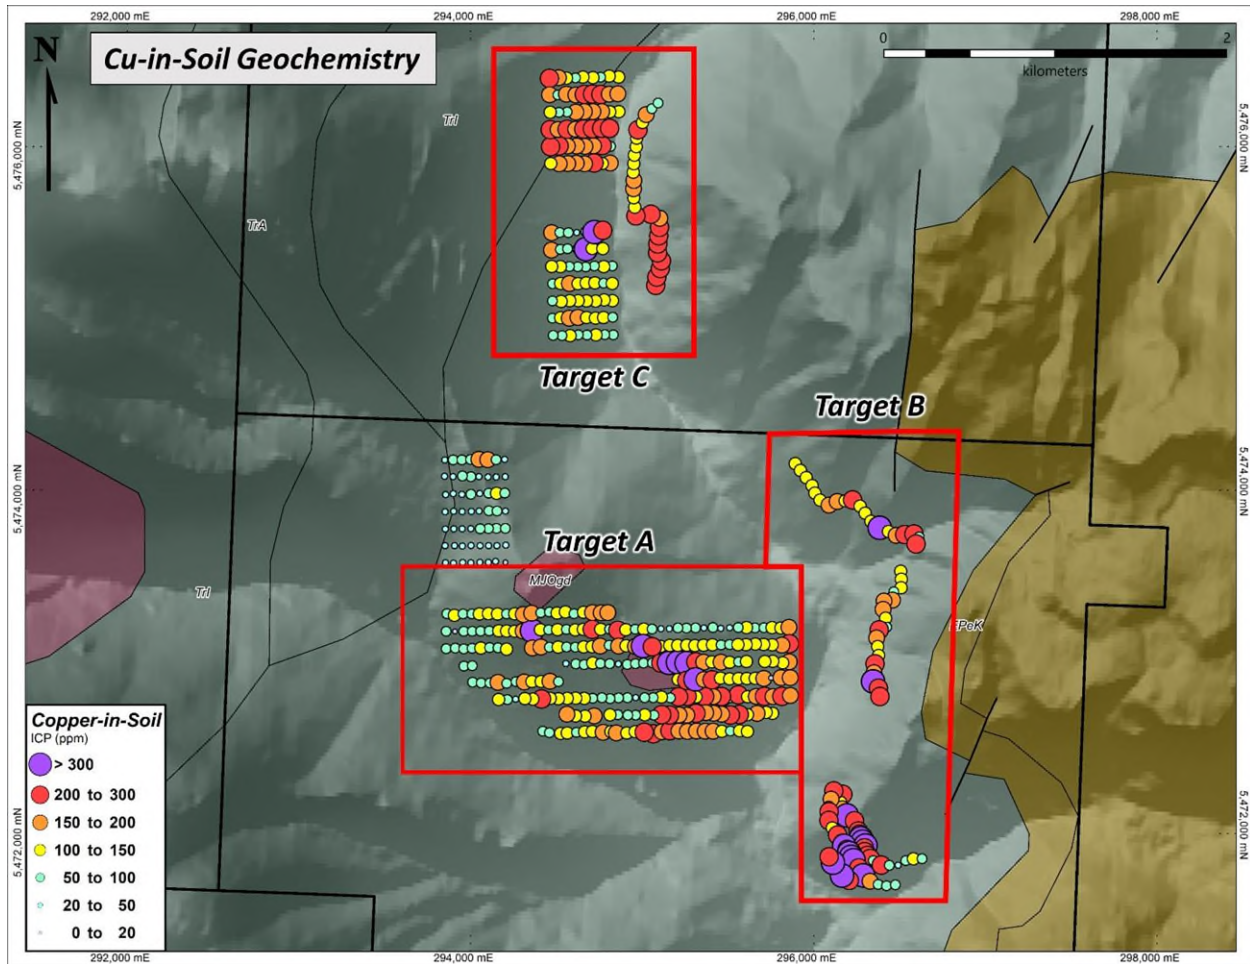 292,000 mE
294,000 mE
296,000 mE
298,000 mE
N
Cu-in-Soil Geochemistry
0
2
kilometers
TrI
5,476,000 mN
5,476,000 mN
TrA
Target C
Target B
5,474,000 mN
5,474,000 mN
Target A
MJOgd
TrI
EPeK
Copper-in-Soil
ICP (ppm)
> 300
200 to 300
150 to 200
100 to 150
50 to 100
20 to 50
0 to 20
5,472,000 mN
5,472,000 mN
292,000 mE
294,000 mE
296,000 mE
298,000 mE